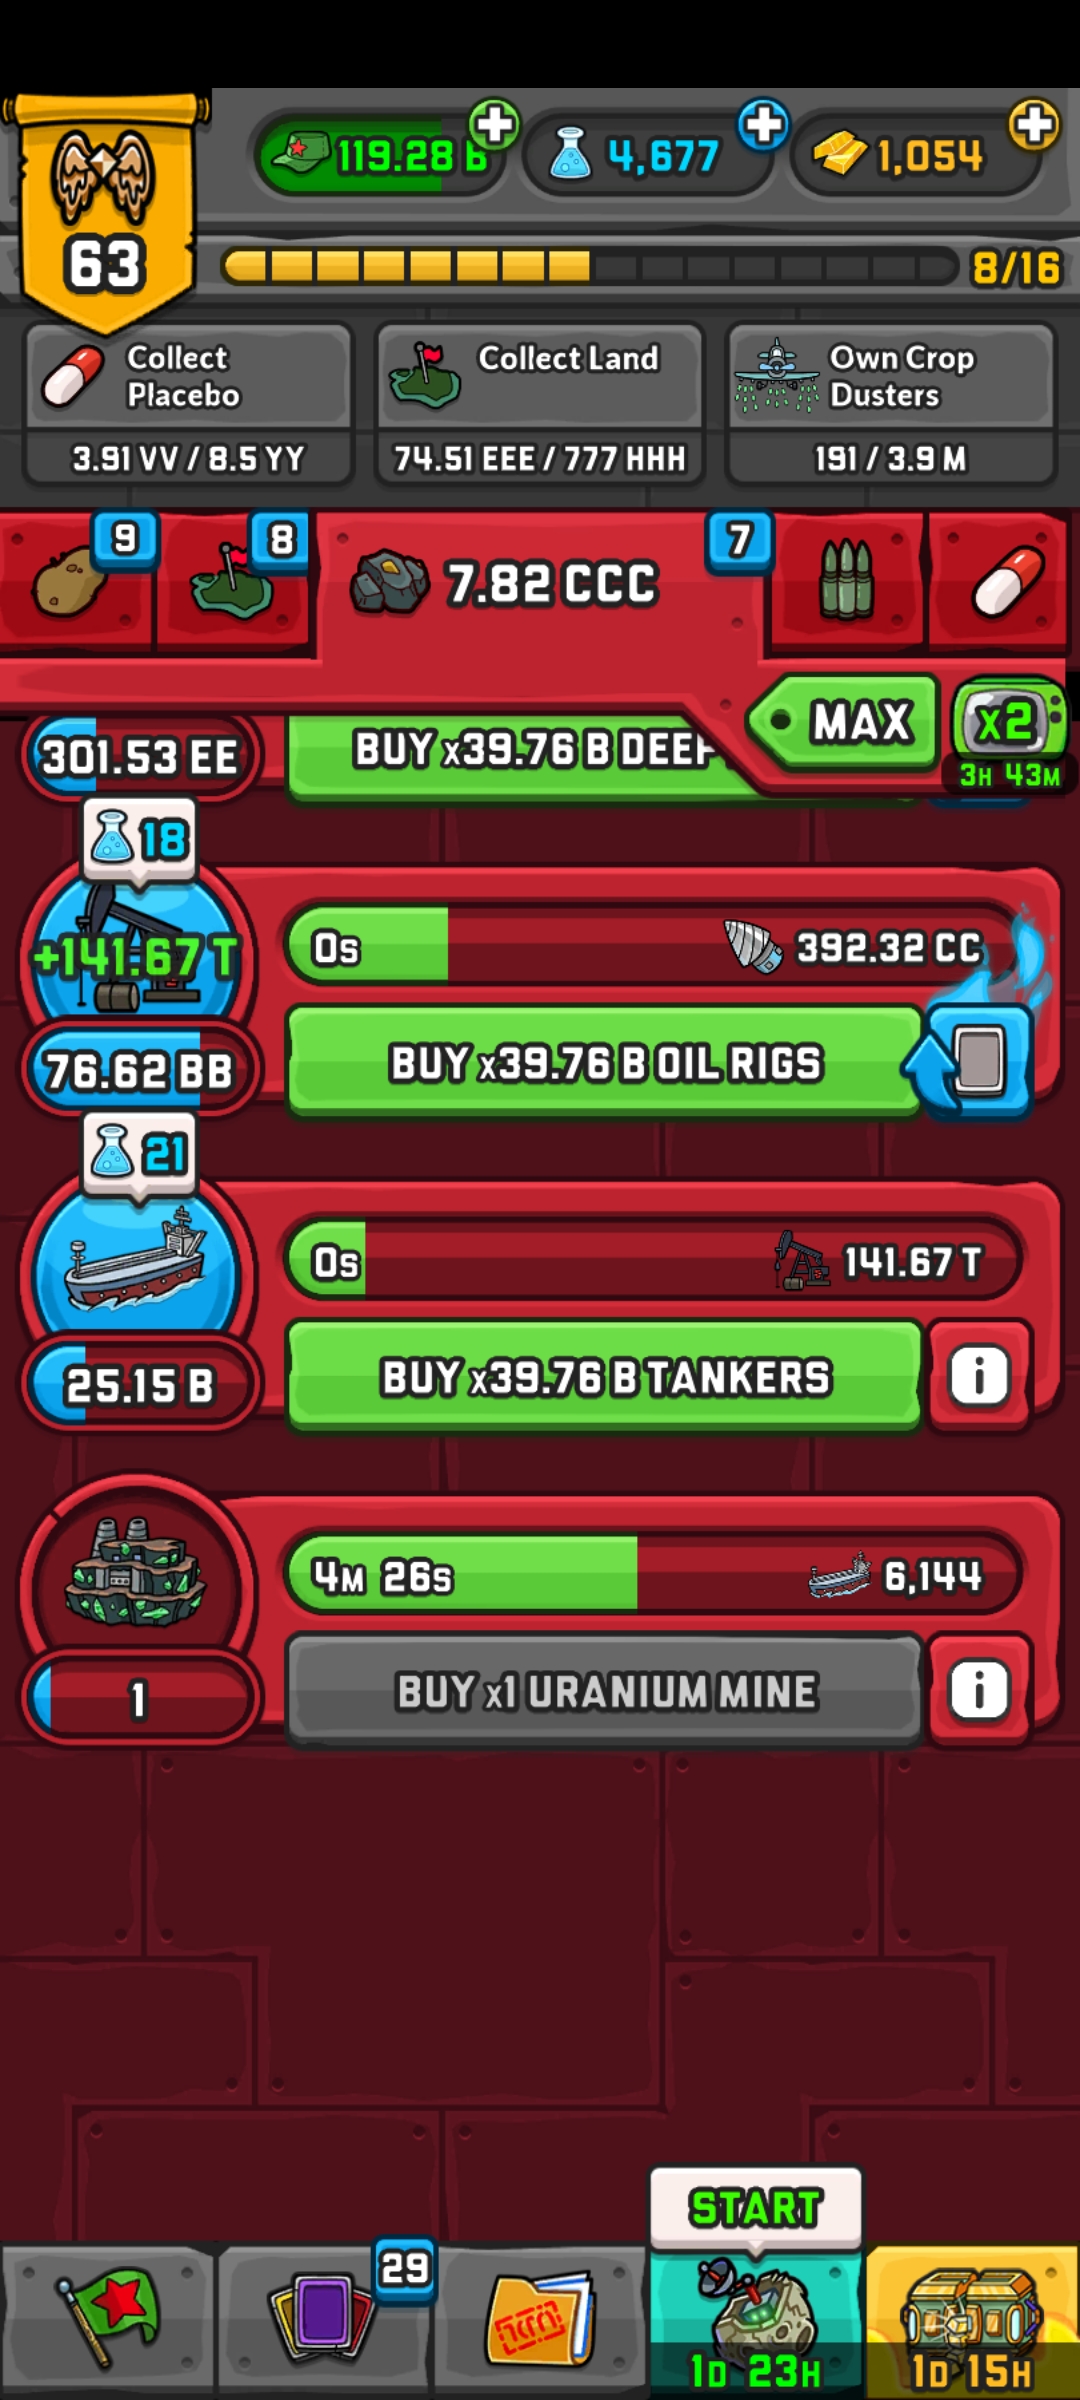 119.28 B
4,677
1,054
63
8/16
Collect
Placebo
3.91 VV / 8.5 YY
Collect Land
74.51 EEE / 777 HHH
Own Crop
Dusters
191 / 3.9 M
9
8
7.82 CCC
7
MAX
x2
3H 43M
301.53 EE
BUY x39.76 B DEEP
18
+141.67 T
0s
392.32 CC
76.62 BB
BUY x39.76 B OIL RIGS
21
0s
141.67 T
25.15 B
BUY x39.76 B TANKERS
i
4M 26s
6,144
1
BUY x1 URANIUM MINE
i
START
29
1D 23H
1D 15H